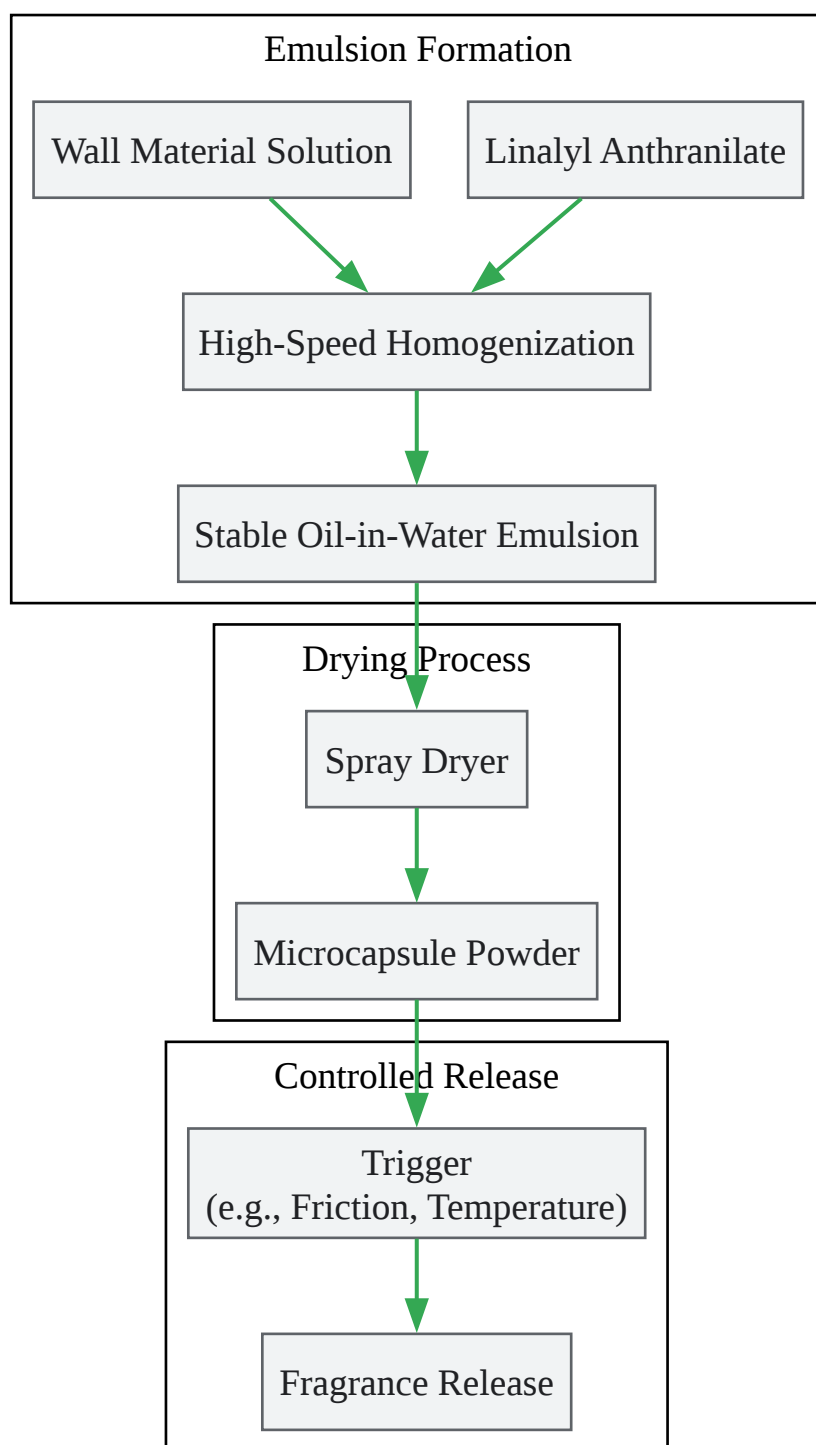 Emulsion Formation
Wall Material Solution
Linalyl Anthranilate
High-Speed Homogenization
Stable Oil-in-Water Emulsion
Drying Process
Spray Dryer
Microcapsule Powder
Controlled Release
Trigger
(e.g., Friction, Temperature)
Fragrance Release